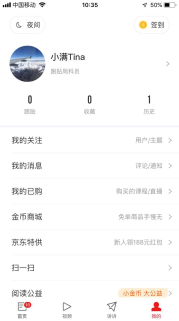 中国移动 10:35 50%
夜间 签到
小满Tina
跟贴局科员
0 0 1
跟贴 收藏 历史
我的关注 用户/主题
我的消息 评论/通知
我的已购 购买的课程/直播
金币商城 兑单商品手慢无
京东特供 新人领188元红包
扫一扫
阅读公益 小金币 大公益
首页 视频 讲讲 我的